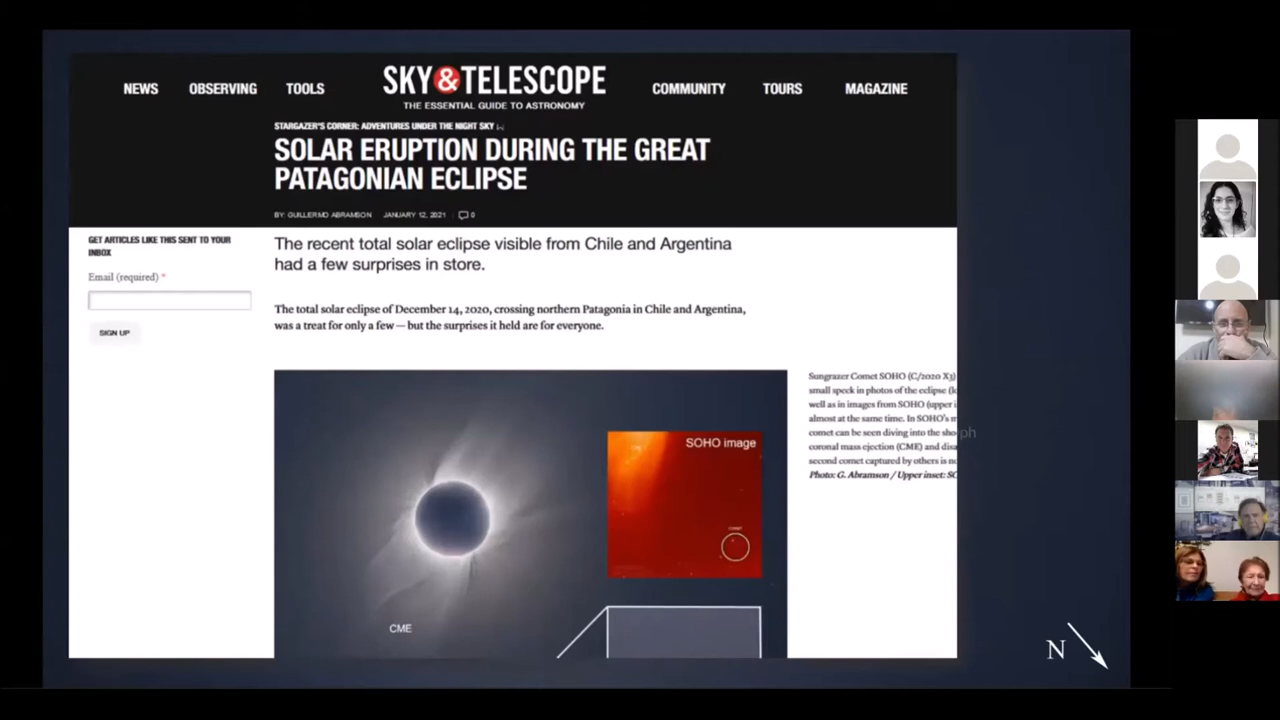 NEWS OBSERVING TOOLS SKY&TELESCOPE COMMUNITY TOURS MAGAZINE
THE ESSENTIAL GUIDE TO ASTRONOMY
STARGAZER'S CORNER: ADVENTURES UNDER THE NIGHT SKY
SOLAR ERUPTION DURING THE GREAT
PATAGONIAN ECLIPSE
BY: GUILLERMO ABRAMSON JANUARY 12, 2021 0
GET ARTICLES LIKE THIS SENT TO YOUR
INBOX
Email (required) *
SIGN UP
The recent total solar eclipse visible from Chile and Argentina
had a few surprises in store.
The total solar eclipse of December 14, 2020, crossing northern Patagonia in Chile and Argentina,
was a treat for only a few — but the surprises it held are for everyone.
SOHO image
COMET
CME
Sungrazer Comet SOHO (C/2020 X3)
small speck in photos of the eclipse (l
well as in images from SOHO (upper i
almost at the same time. In SOHO's m
comet can be seen diving into the sho
coronal mass ejection (CME) and disa
second comet captured by others is n
Photo: G. Abramson / Upper inset: S
ph
N